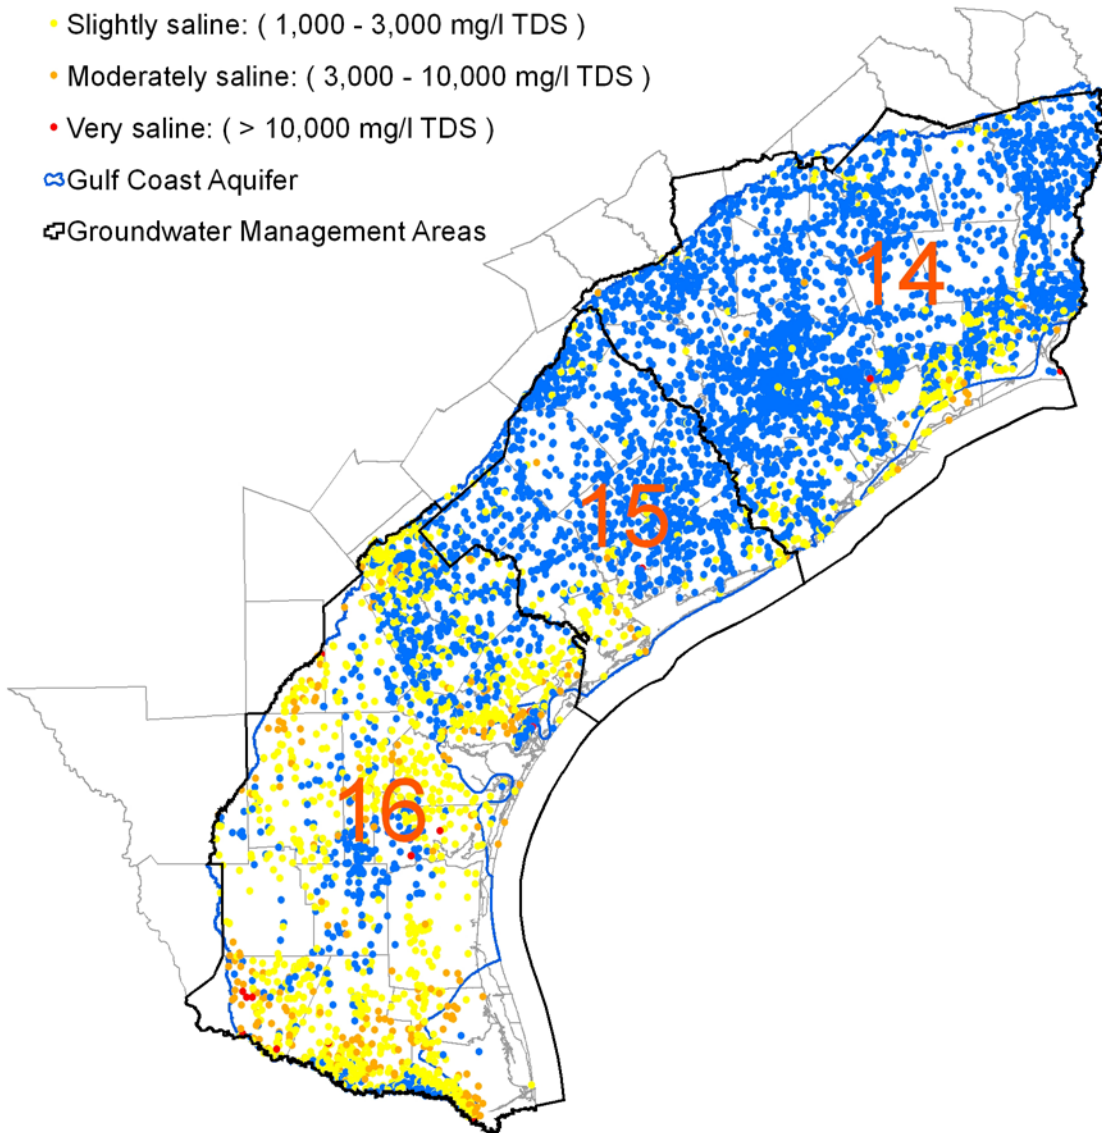 Slightly saline: ( 1,000 - 3,000 mg/l TDS )
Moderately saline: ( 3,000 - 10,000 mg/l TDS )
Very saline: ( > 10,000 mg/l TDS )
Gulf Coast Aquifer
Groundwater Management Areas
14
15
16